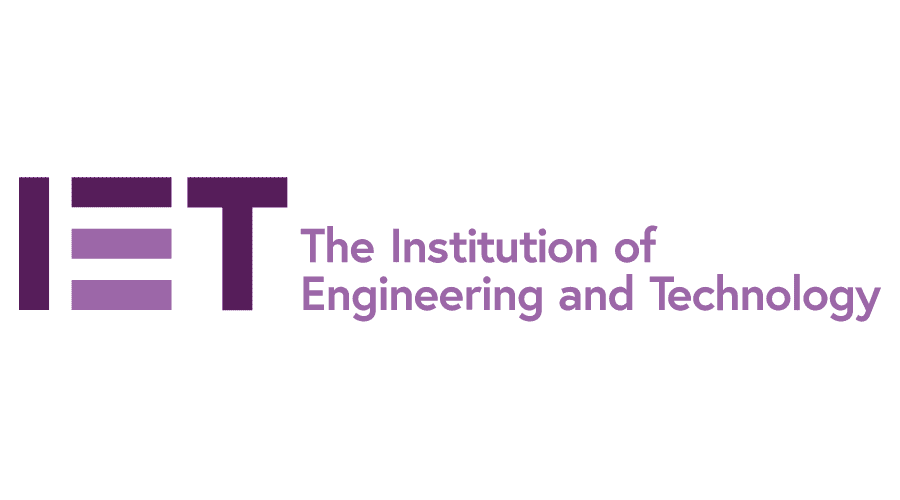 IET
The Institution of
Engineering and Technology